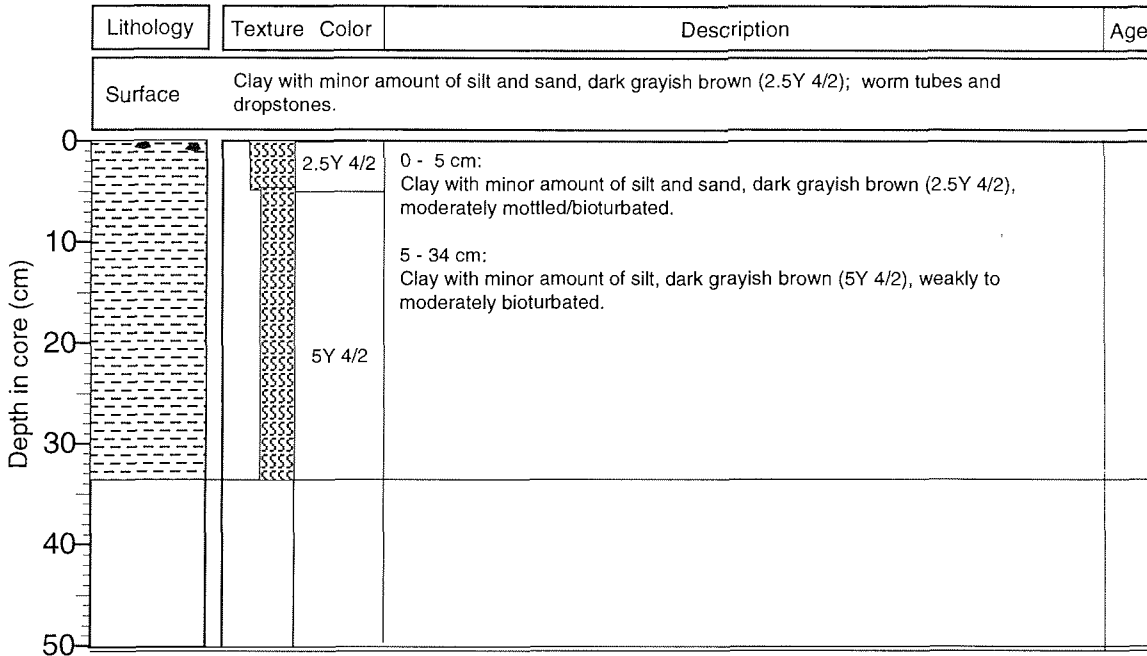 Lithology
Texture Color
Description
Age
Surface
Clay with minor amount of silt and sand, dark grayish brown (2.5Y 4/2); worm tubes and
dropstones.
Depth in core (cm)
0
10
20
30
40
50
SSSSS
2.5Y 4/2
5Y 4/2
0 - 5 cm:
Clay with minor amount of silt and sand, dark grayish brown (2.5Y 4/2),
moderately mottled/bioturbated.
5 - 34 cm:
Clay with minor amount of silt, dark grayish brown (5Y 4/2), weakly to
moderately bioturbated.